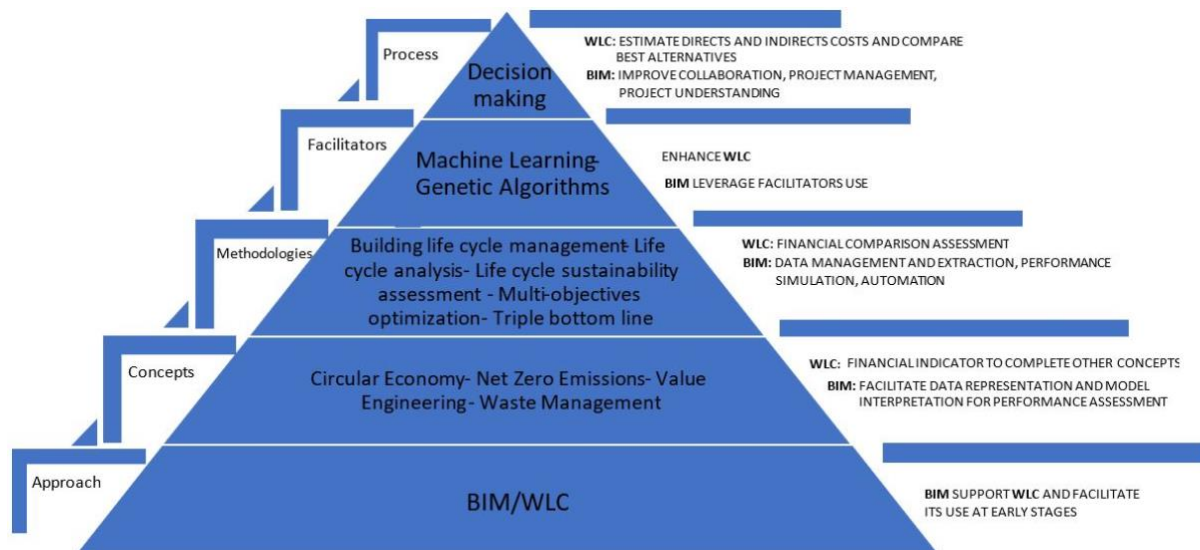 Process
Decision
making
WLC: ESTIMATE DIRECTS AND INDIRECTS COSTS AND COMPARE
BEST ALTERNATIVES
BIM: IMPROVE COLLABORATION, PROJECT MANAGEMENT,
PROJECT UNDERSTANDING
Facilitators
Machine Learning-
Genetic Algorithms
ENHANCE WLC
BIM LEVERAGE FACILITATORS USE
Methodologies
Building life cycle management- Life
cycle analysis- Life cycle sustainability
assessment - Multi-objectives
optimization- Triple bottom line
WLC: FINANCIAL COMPARISON ASSESSMENT
BIM: DATA MANAGEMENT AND EXTRACTION, PERFORMANCE
SIMULATION, AUTOMATION
Concepts
Circular Economy- Net Zero Emissions- Value
Engineering- Waste Management
WLC: FINANCIAL INDICATOR TO COMPLETE OTHER CONCEPTS
BIM: FACILITATE DATA REPRESENTATION AND MODEL
INTERPRETATION FOR PERFORMANCE ASSESSMENT
Approach
BIM/WLC
BIM SUPPORT WLC AND FACILITATE
ITS USE AT EARLY STAGES